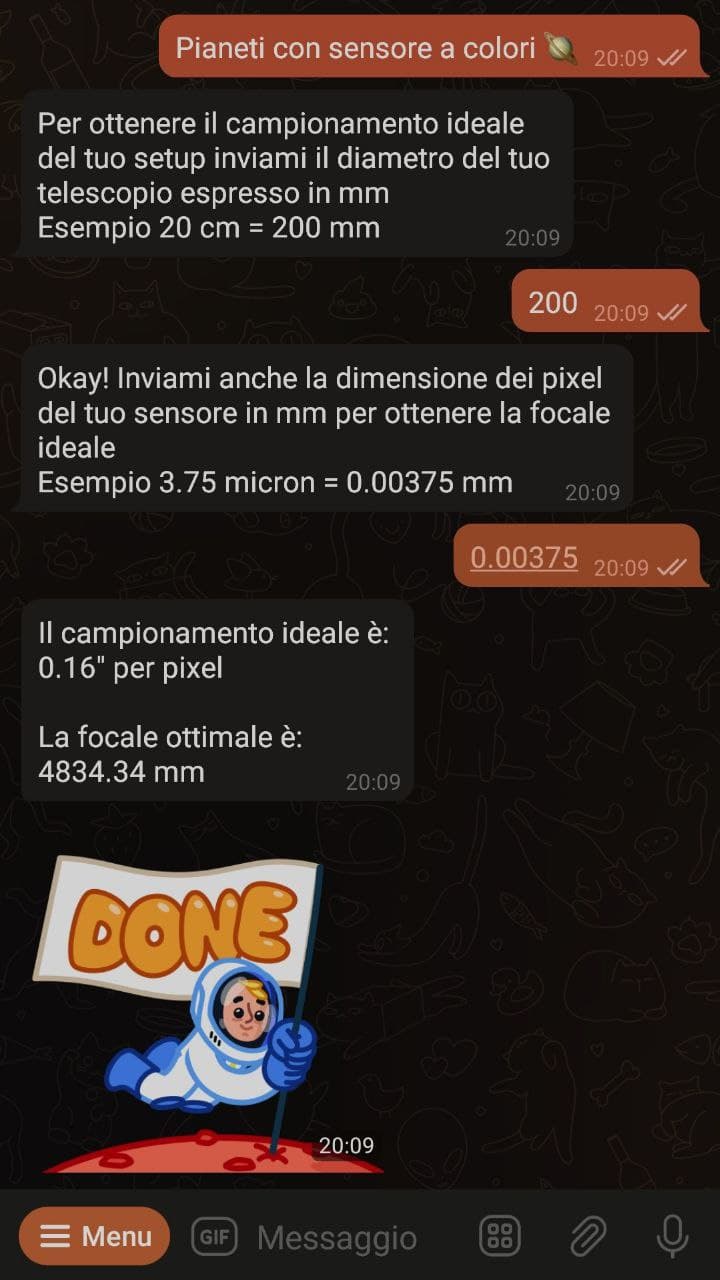 Pianeti con sensore a colori 🪐 20:09
Per ottenere il campionamento ideale
del tuo setup inviami il diametro del tuo
telescopio espresso in mm
Esempio 20 cm = 200 mm 20:09
200 20:09
Okay! Inviami anche la dimensione dei pixel
del tuo sensore in mm per ottenere la focale
ideale
Esempio 3.75 micron = 0.00375 mm 20:09
0.00375 20:09
Il campionamento ideale è:
0.16" per pixel
La focale ottimale è:
4834.34 mm 20:09
DONE
20:09
Menu GIF Messaggio